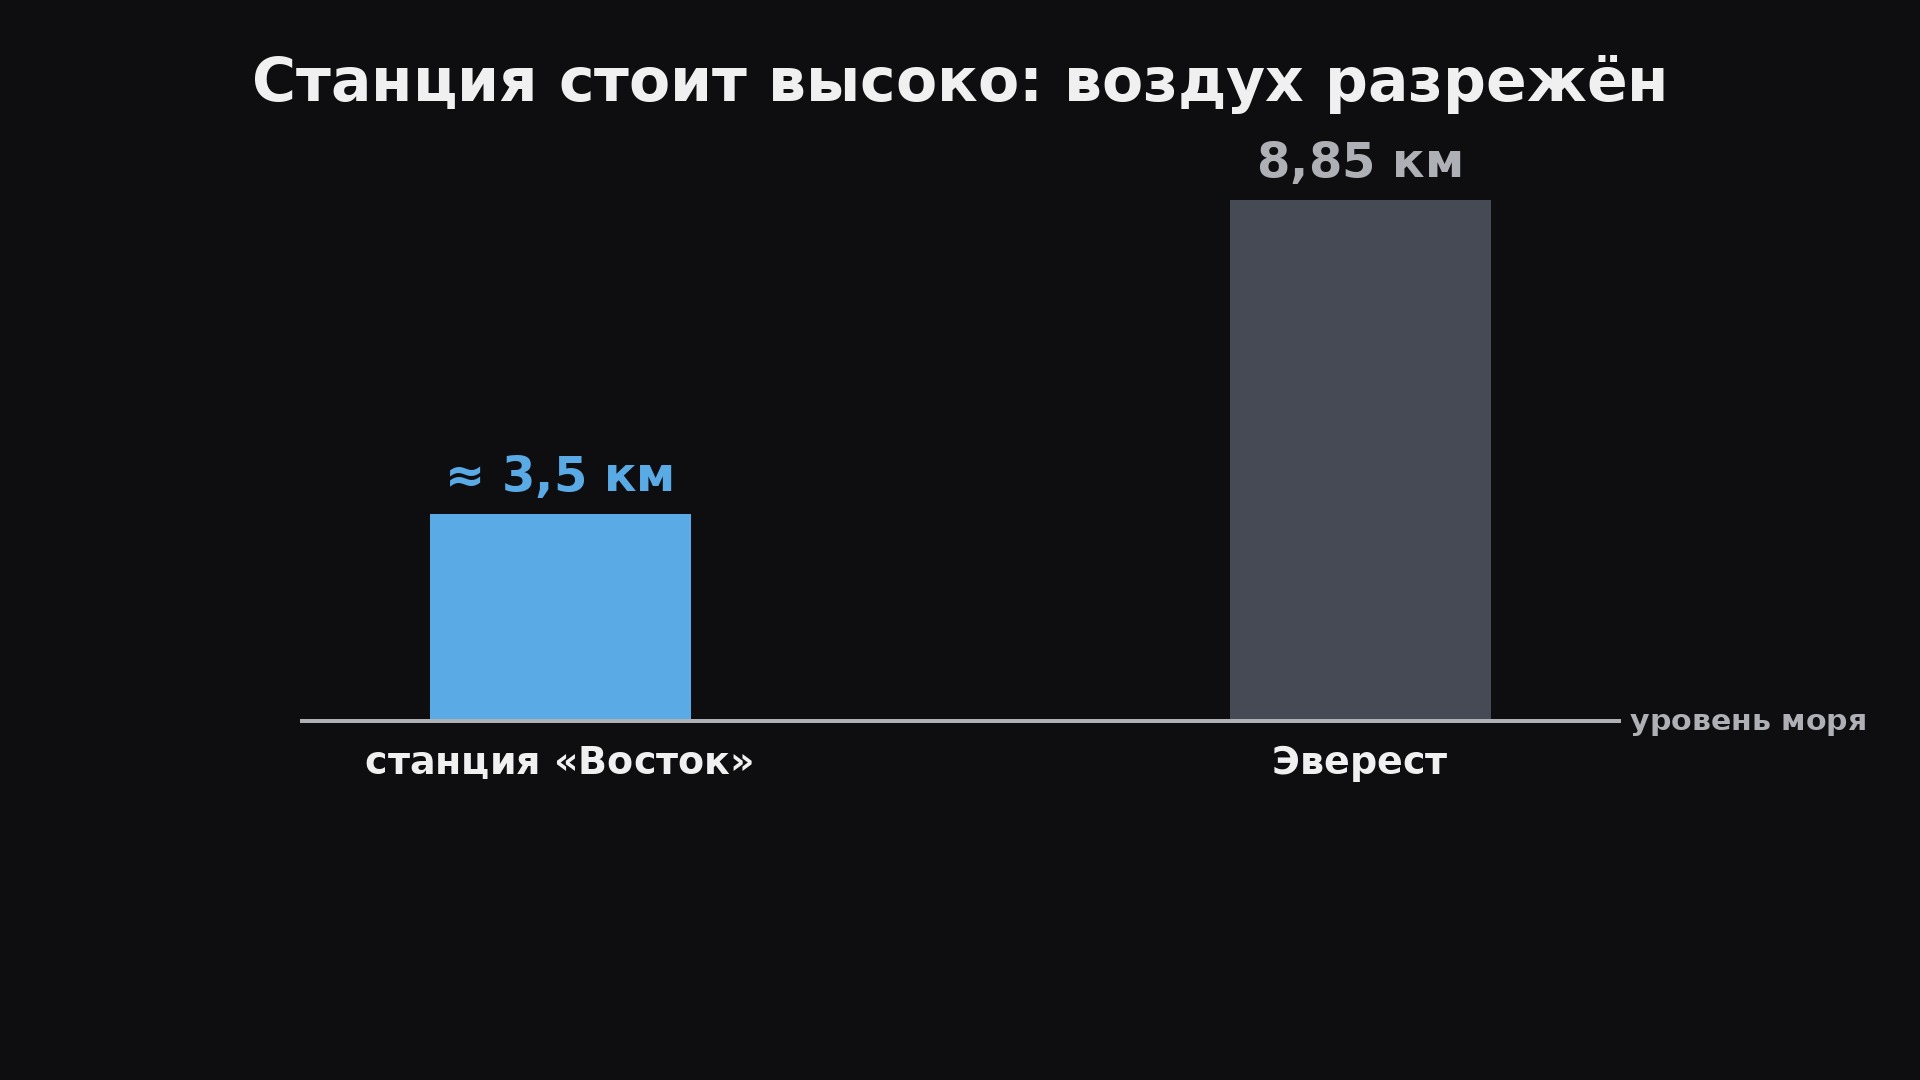 Станция стоит высоко: воздух разрежён
8,85 км
≈ 3,5 км
уровень моря
станция «Восток»
Эверест